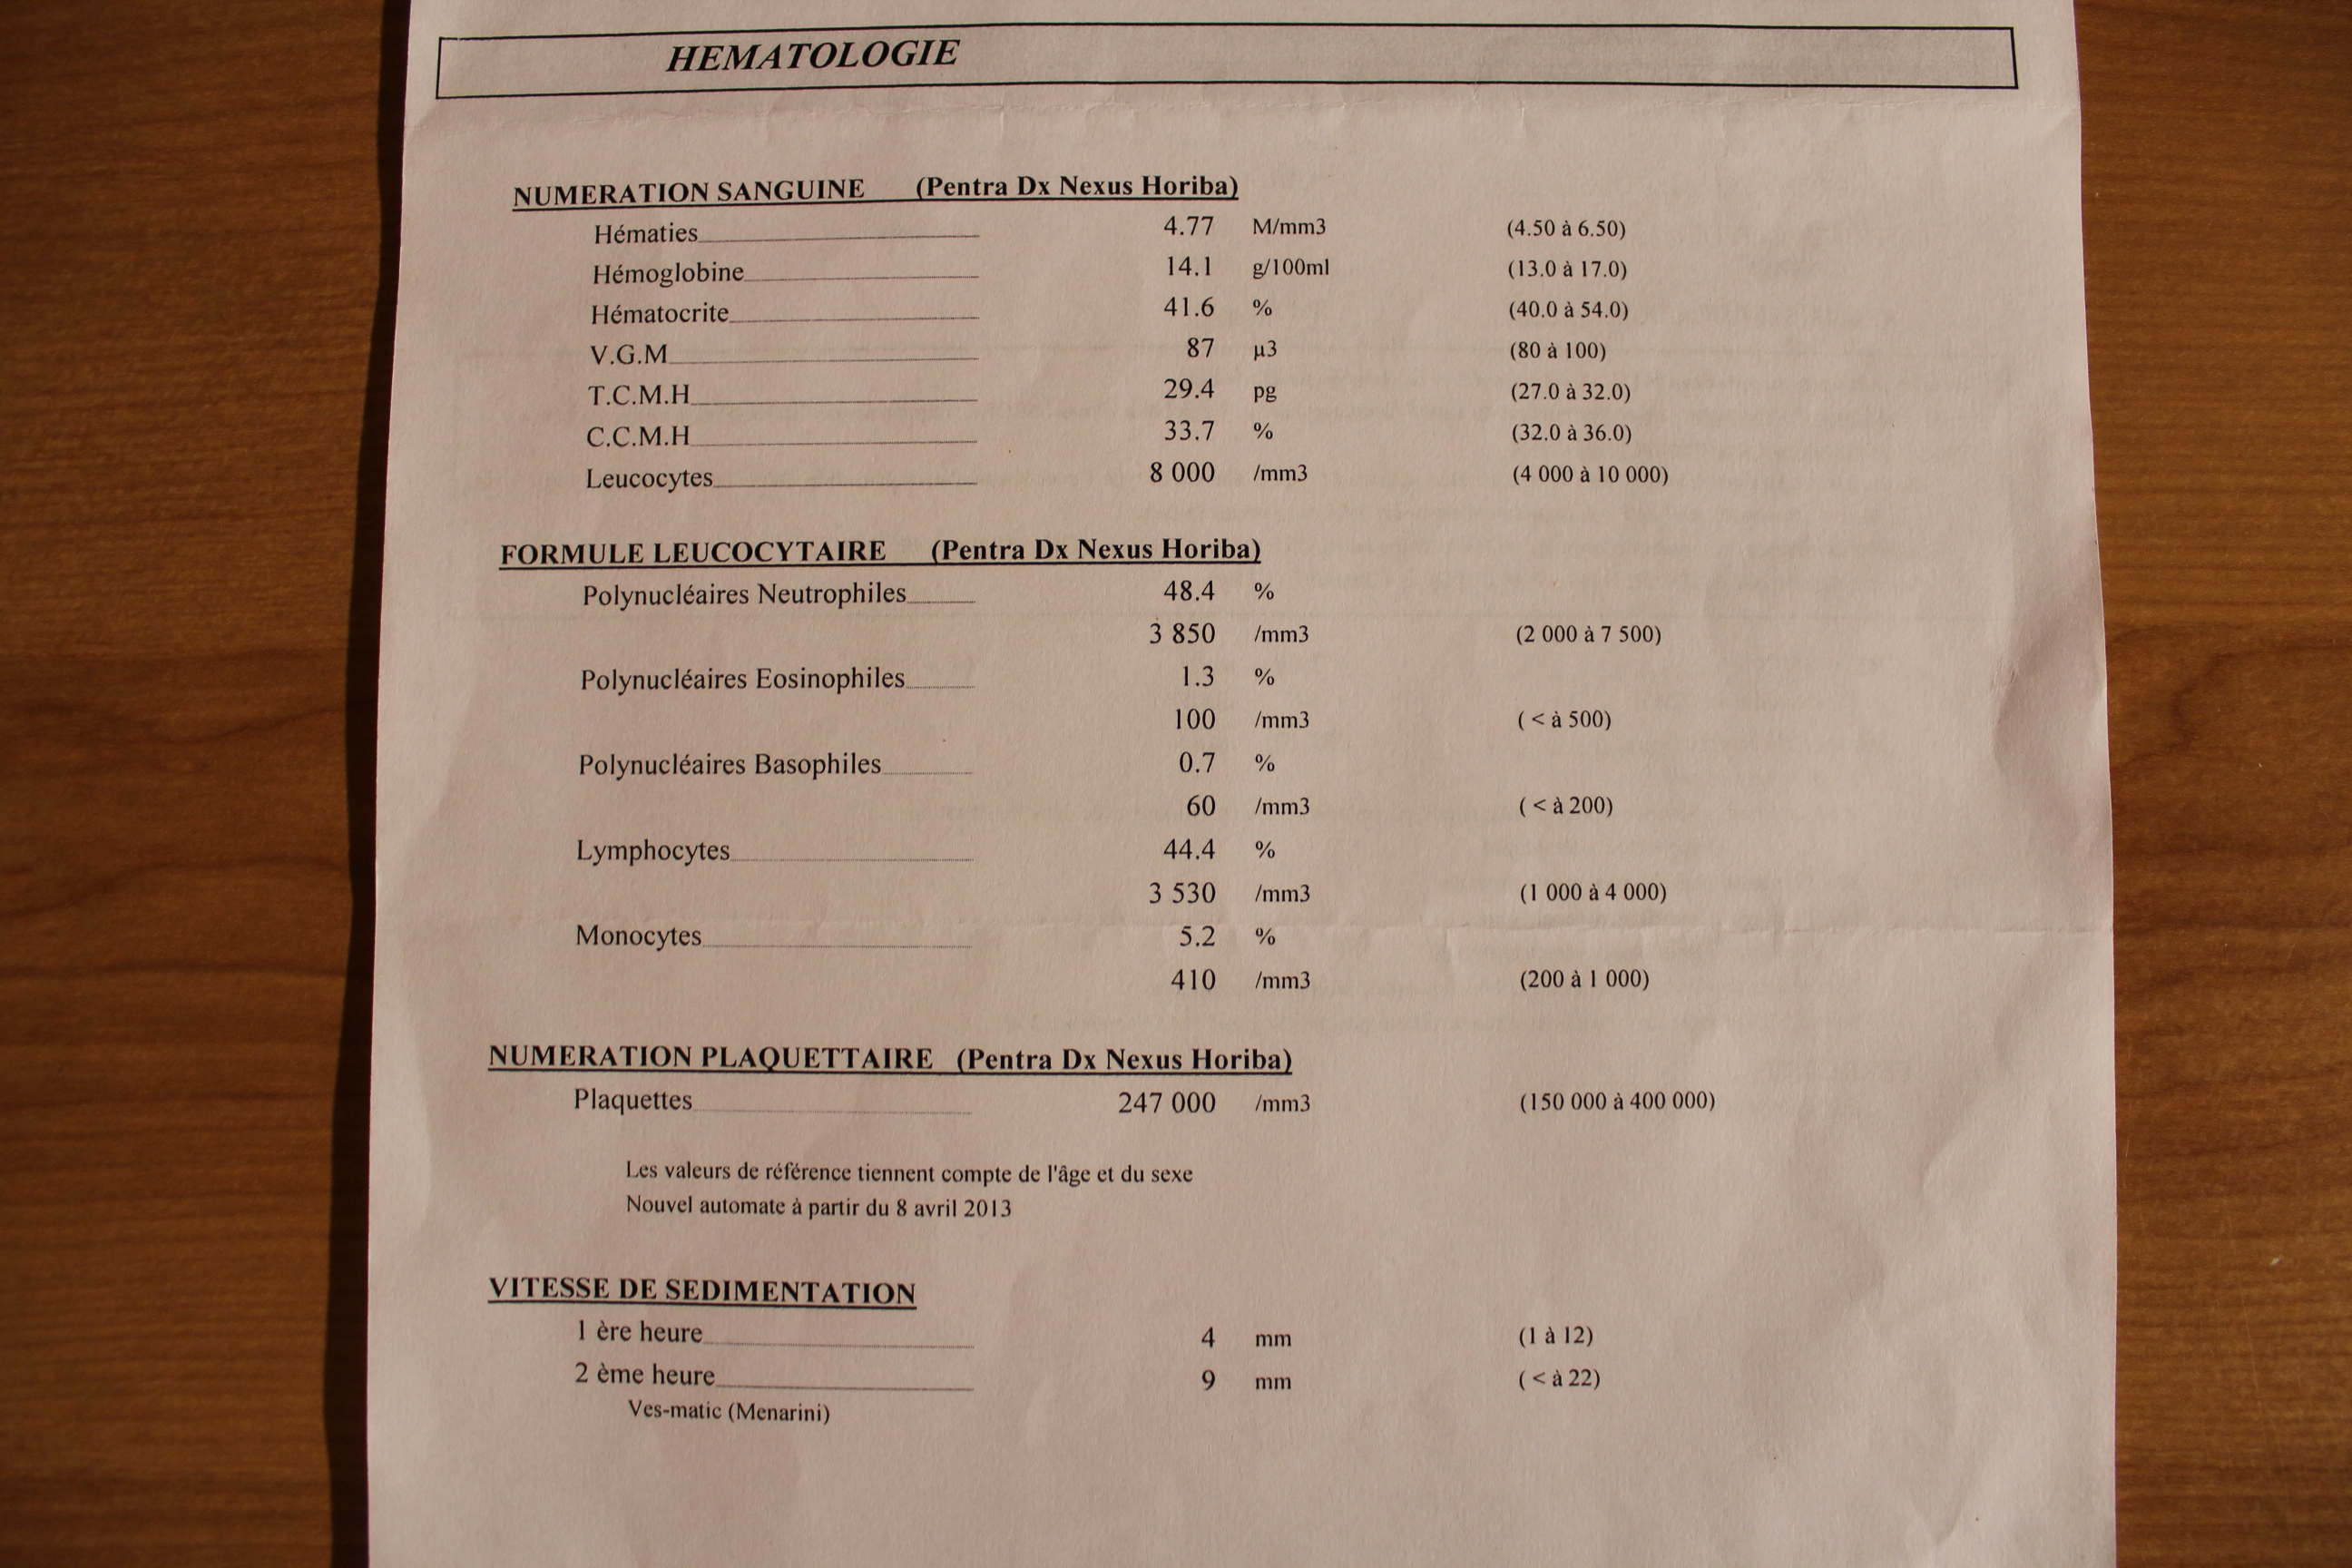 HEMATOLOGIE
NUMERATION SANGUINE (Pentra Dx Nexus Horiba)
Hématies 4.77 M/mm3 (4.50 à 6.50)
Hémoglobine 14.1 g/100ml (13.0 à 17.0)
Hématocrite 41.6 % (40.0 à 54.0)
V.G.M 87 µ3 (80 à 100)
T.C.M.H 29.4 pg (27.0 à 32.0)
C.C.M.H 33.7 % (32.0 à 36.0)
Leucocytes 8 000 /mm3 (4 000 à 10 000)
FORMULE LEUCOCYTAIRE (Pentra Dx Nexus Horiba)
Polynucléaires Neutrophiles 48.4 %
3 850 /mm3 (2 000 à 7 500)
Polynucléaires Eosinophiles 1.3 %
100 /mm3 ( < à 500)
Polynucléaires Basophiles 0.7 %
60 /mm3 ( < à 200)
Lymphocytes 44.4 %
3 530 /mm3 (1 000 à 4 000)
Monocytes 5.2 %
410 /mm3 (200 à 1 000)
NUMERATION PLAQUETTAIRE (Pentra Dx Nexus Horiba)
Plaquettes 247 000 /mm3 (150 000 à 400 000)
Les valeurs de référence tiennent compte de l'âge et du sexe
Nouvel automate à partir du 8 avril 2013
VITESSE DE SEDIMENTATION
1 ère heure 4 mm (1 à 12)
2 ème heure 9 mm ( < à 22)
Ves-matic (Menarini)